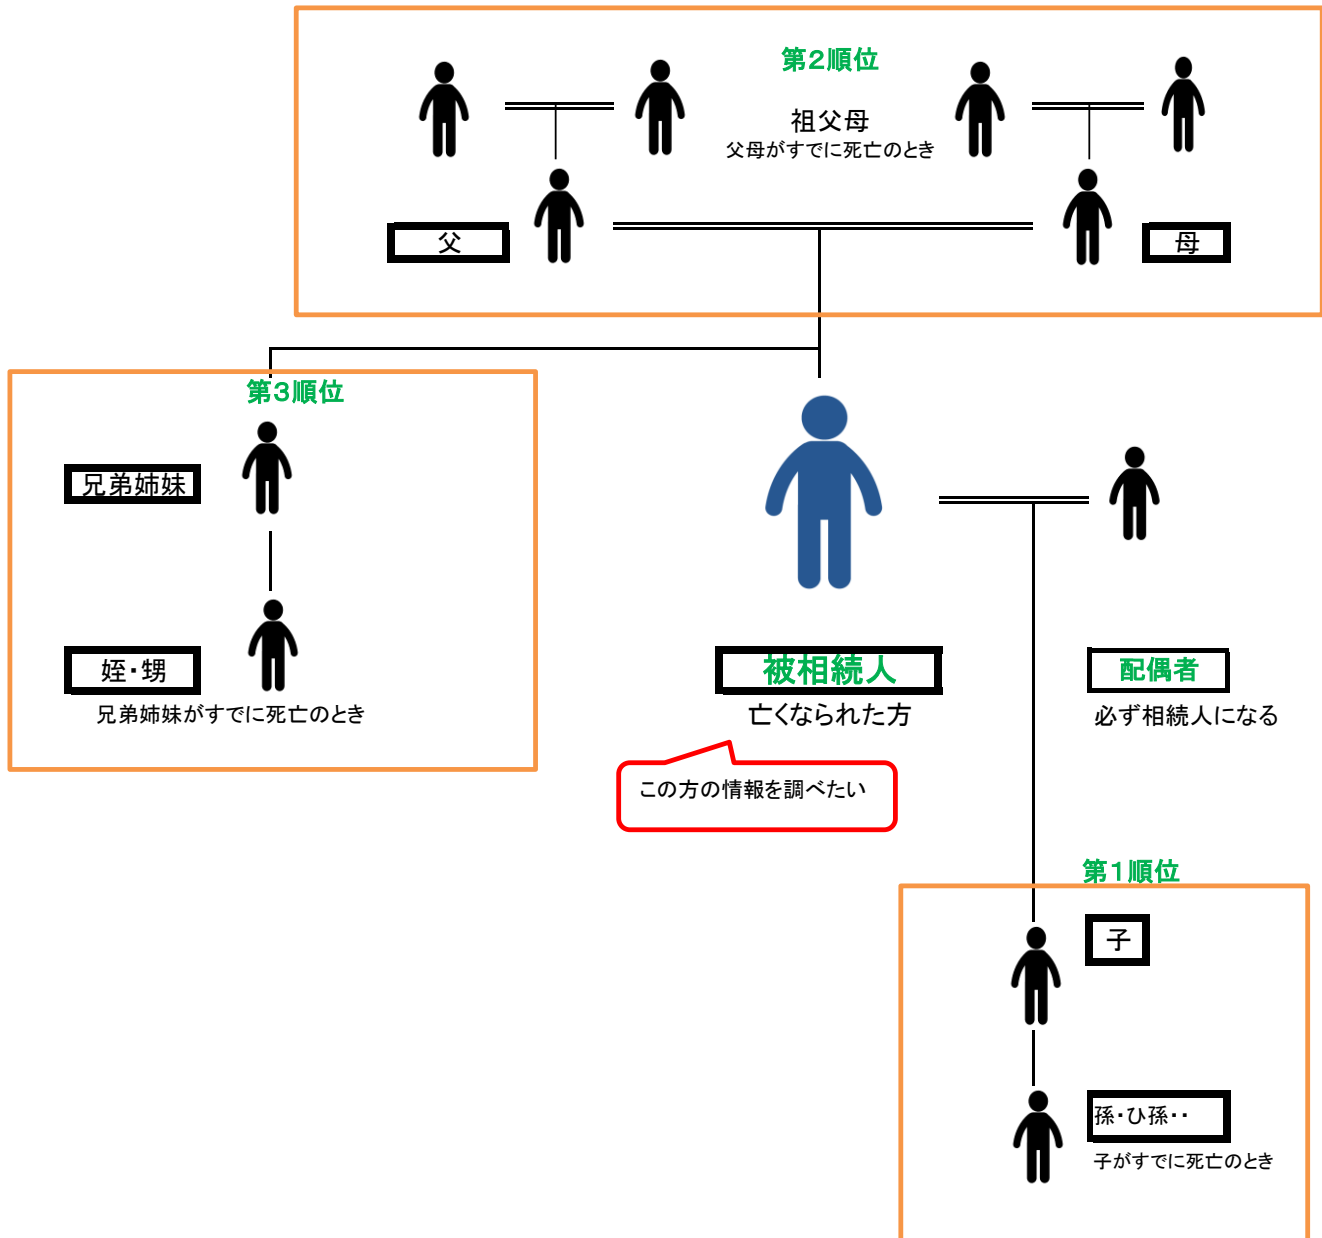 第2順位
祖父母
父母がすでに死亡のとき
父
母
第3順位
兄弟姉妹
姪・甥
兄弟姉妹がすでに死亡のとき
被相続人
亡くなられた方
配偶者
必ず相続人になる
この方の情報を調べたい
第1順位
子
孫・ひ孫・・
子がすでに死亡のとき